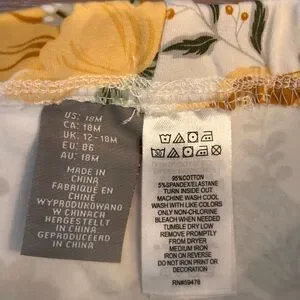 US: 18M
CA: 18M
UK: 12-18M
EU: 86
AU: 18M
MADE IN CHINA
FABRIQUÉ EN
CHINE
WYPRODUKOWANO
W CHINACH
HERGESTELLT
IN CHINA
GEPRODUCEERD
IN CHINA
95%COTTON
5%SPANDEX/ELASTANE
TURN INSIDE OUT
MACHINE WASH COOL
WASH WITH LIKE COLORS
ONLY NON-CHLORINE
BLEACH WHEN NEEDED
TUMBLE DRY LOW
REMOVE PROMPTLY
FROM DRYER
MEDIUM IRON
IRON ON REVERSE
DO NOT IRON PRINT OR
DECORATION
RN#59478